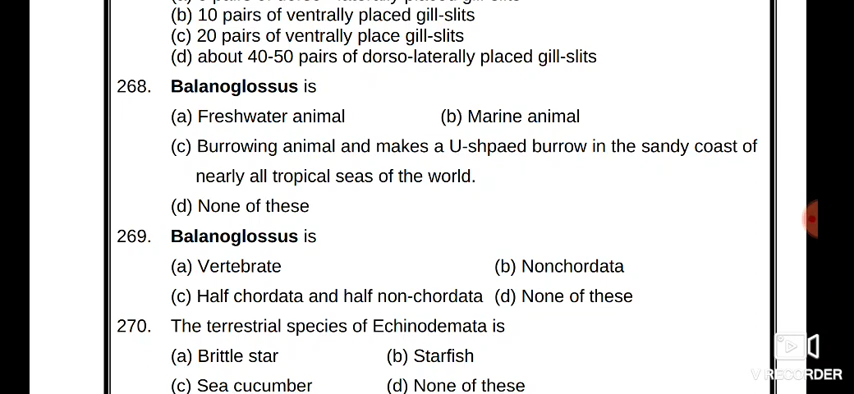 (b) 10 pairs of ventrally placed gill-slits
(c) 20 pairs of ventrally place gill-slits
(d) about 40-50 pairs of dorso-laterally placed gill-slits
268. Balanoglossus is
(a) Freshwater animal (b) Marine animal
(c) Burrowing animal and makes a U-shpaed burrow in the sandy coast of
nearly all tropical seas of the world.
(d) None of these
269. Balanoglossus is
(a) Vertebrate (b) Nonchordata
(c) Half chordata and half non-chordata (d) None of these
270. The terrestrial species of Echinodemata is
(a) Brittle star (b) Starfish
(c) Sea cucumber (d) None of these
V RECORDER